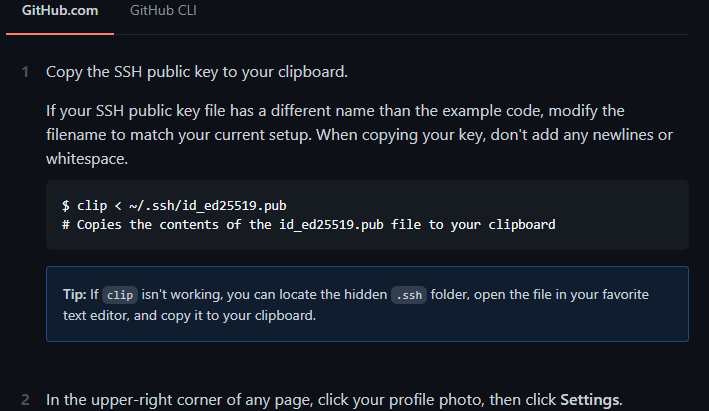 GitHub.com GitHub CLI
1 Copy the SSH public key to your clipboard.
If your SSH public key file has a different name than the example code, modify the
filename to match your current setup. When copying your key, don't add any newlines or
whitespace.
$ clip < ~/.ssh/id_ed25519.pub
# Copies the contents of the id_ed25519.pub file to your clipboard
Tip: If clip isn't working, you can locate the hidden .ssh folder, open the file in your favorite
text editor, and copy it to your clipboard.
2 In the upper-right corner of any page, click your profile photo, then click Settings.